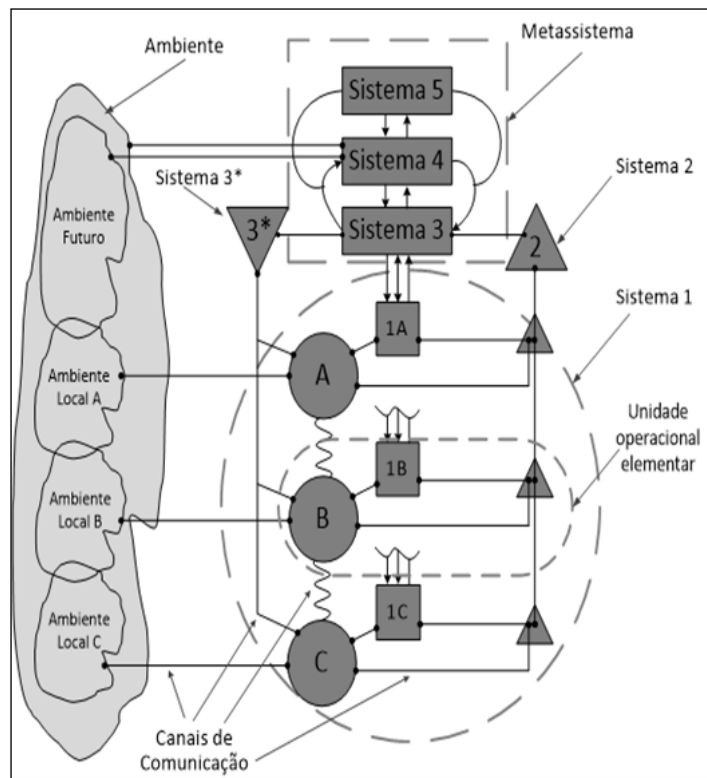 Ambiente
Metassistema
Sistema 5
Sistema 4
Sistema 3
Sistema 3*
3*
Sistema 2
2
Ambiente
Futuro
Sistema 1
1A
A
Ambiente
Local A
Unidade
operacional
elementar
1B
B
Ambiente
Local B
1C
C
Ambiente
Local C
Canais de
Comunicação